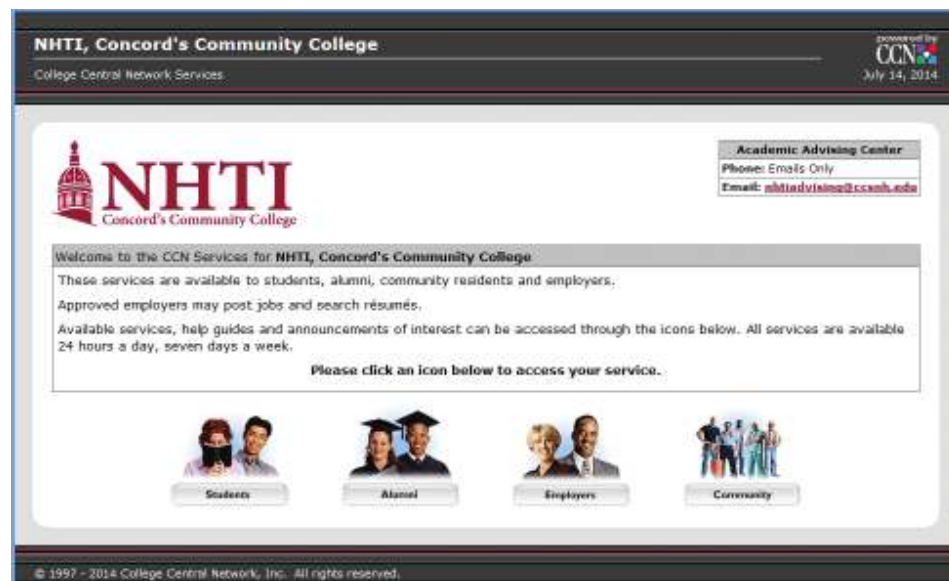 NHTI, Concord's Community College
powered by
CCN
College Central Network Services
July 14, 2014
NHTI
Concord's Community College
Academic Advising Center
Phone: Emails Only
Email: nhtiadvising@ccsnh.edu
Welcome to the CCN Services for NHTI, Concord's Community College
These services are available to students, alumni, community residents and employers.
Approved employers may post jobs and search résumés.
Available services, help guides and announcements of interest can be accessed through the icons below. All services are available
24 hours a day, seven days a week.
Please click an icon below to access your service.
Students
Alumni
Employers
Community
© 1997 - 2014 College Central Network, Inc. All rights reserved.